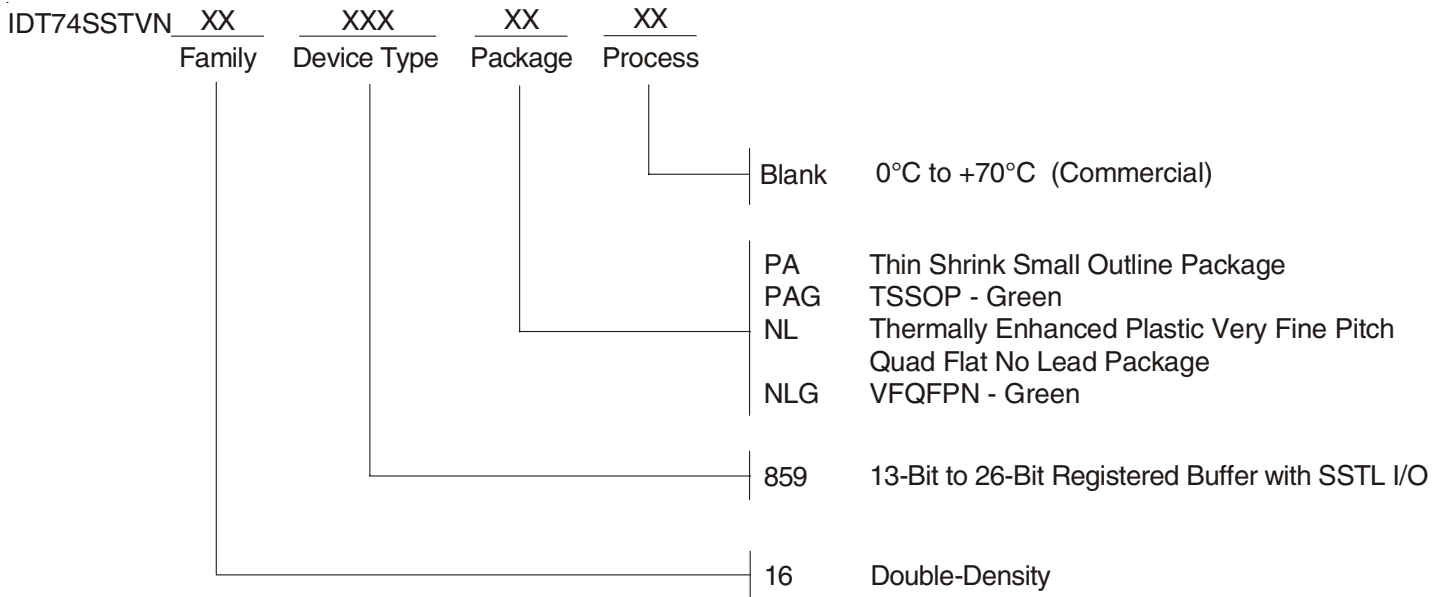 IDT74SSTVN XX XXX XX XX
Family Device Type Package Process
Blank 0°C to +70°C (Commercial)
PA Thin Shrink Small Outline Package
PAG TSSOP - Green
NL Thermally Enhanced Plastic Very Fine Pitch
Quad Flat No Lead Package
NLG VFQFPN - Green
859 13-Bit to 26-Bit Registered Buffer with SSTL I/O
16 Double-Density